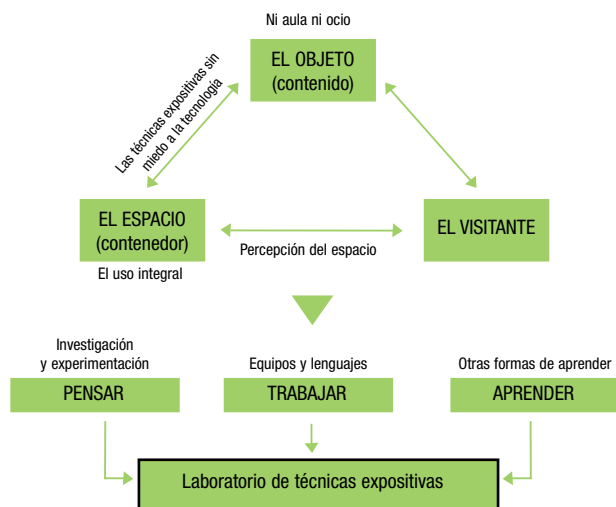 Ni aula ni ocio
EL OBJETO
(contenido)
Las técnicas expositivas sin
miedo a la tecnología
EL ESPACIO
(contenedor)
El uso integral
Percepción del espacio
EL VISITANTE
Investigación
y experimentación
PENSAR
Equipos y lenguajes
TRABAJAR
Otras formas de aprender
APRENDER
Laboratorio de técnicas expositivas